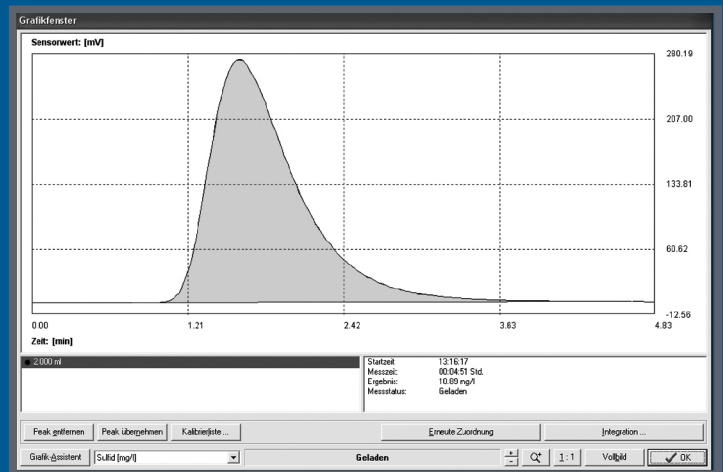 Grafikfenster
Sensorwert: [mV]
280.19
207.00
133.81
60.62
-12.56
0.00 1.21 2.42 3.63 4.83
Zeit: [min]
2.000 ml
Startzeit 13:16:17
Messzei: 00:04:51 Std.
Ergebnis: 10.09 mg/l
Messstatus: Geladen
Peak entfernen Peak übernehmen Kalibrierliste ... Erneute Zuordnung Integration ...
Grafik-Assistent Sulfid [mg/l] Geladen + - 1:1 Vollbild OK